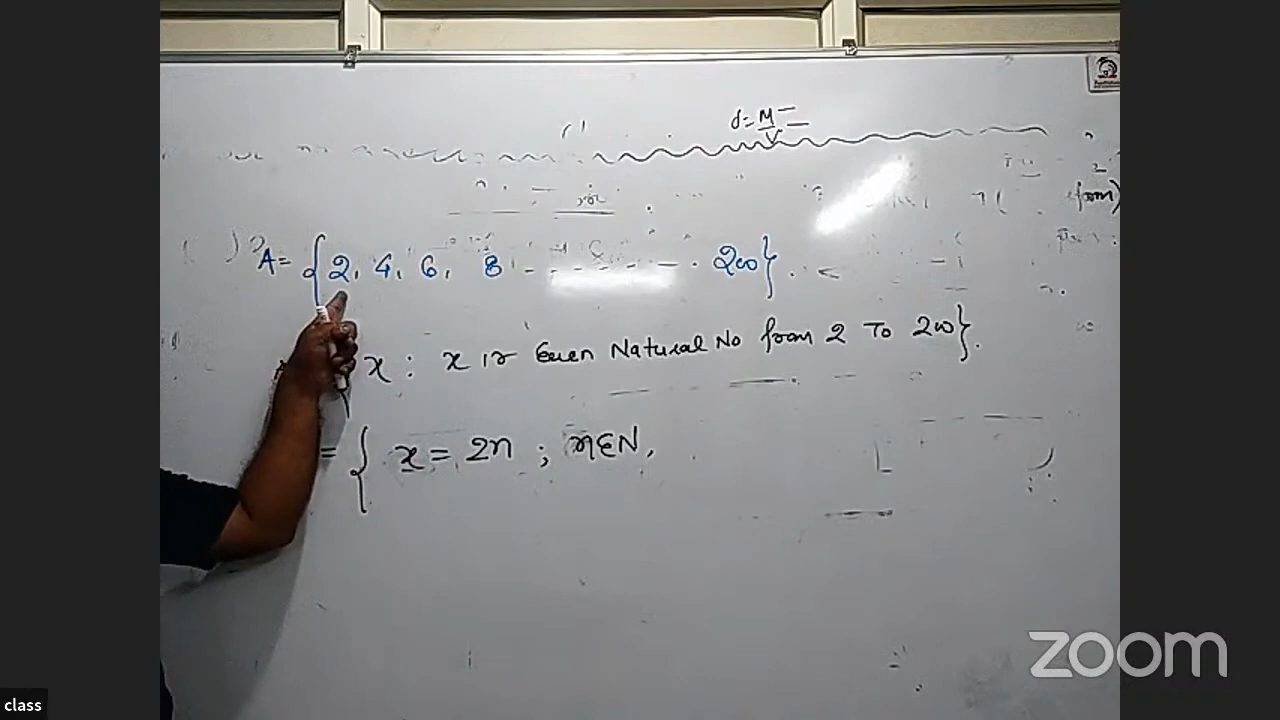 d = M/V
A = { 2, 4, 6, 8 - - - - - - - . 200} .
x : x is Even Natural No from 2 To 200}.
= { x = 2n ; n∈N,
zoom
class